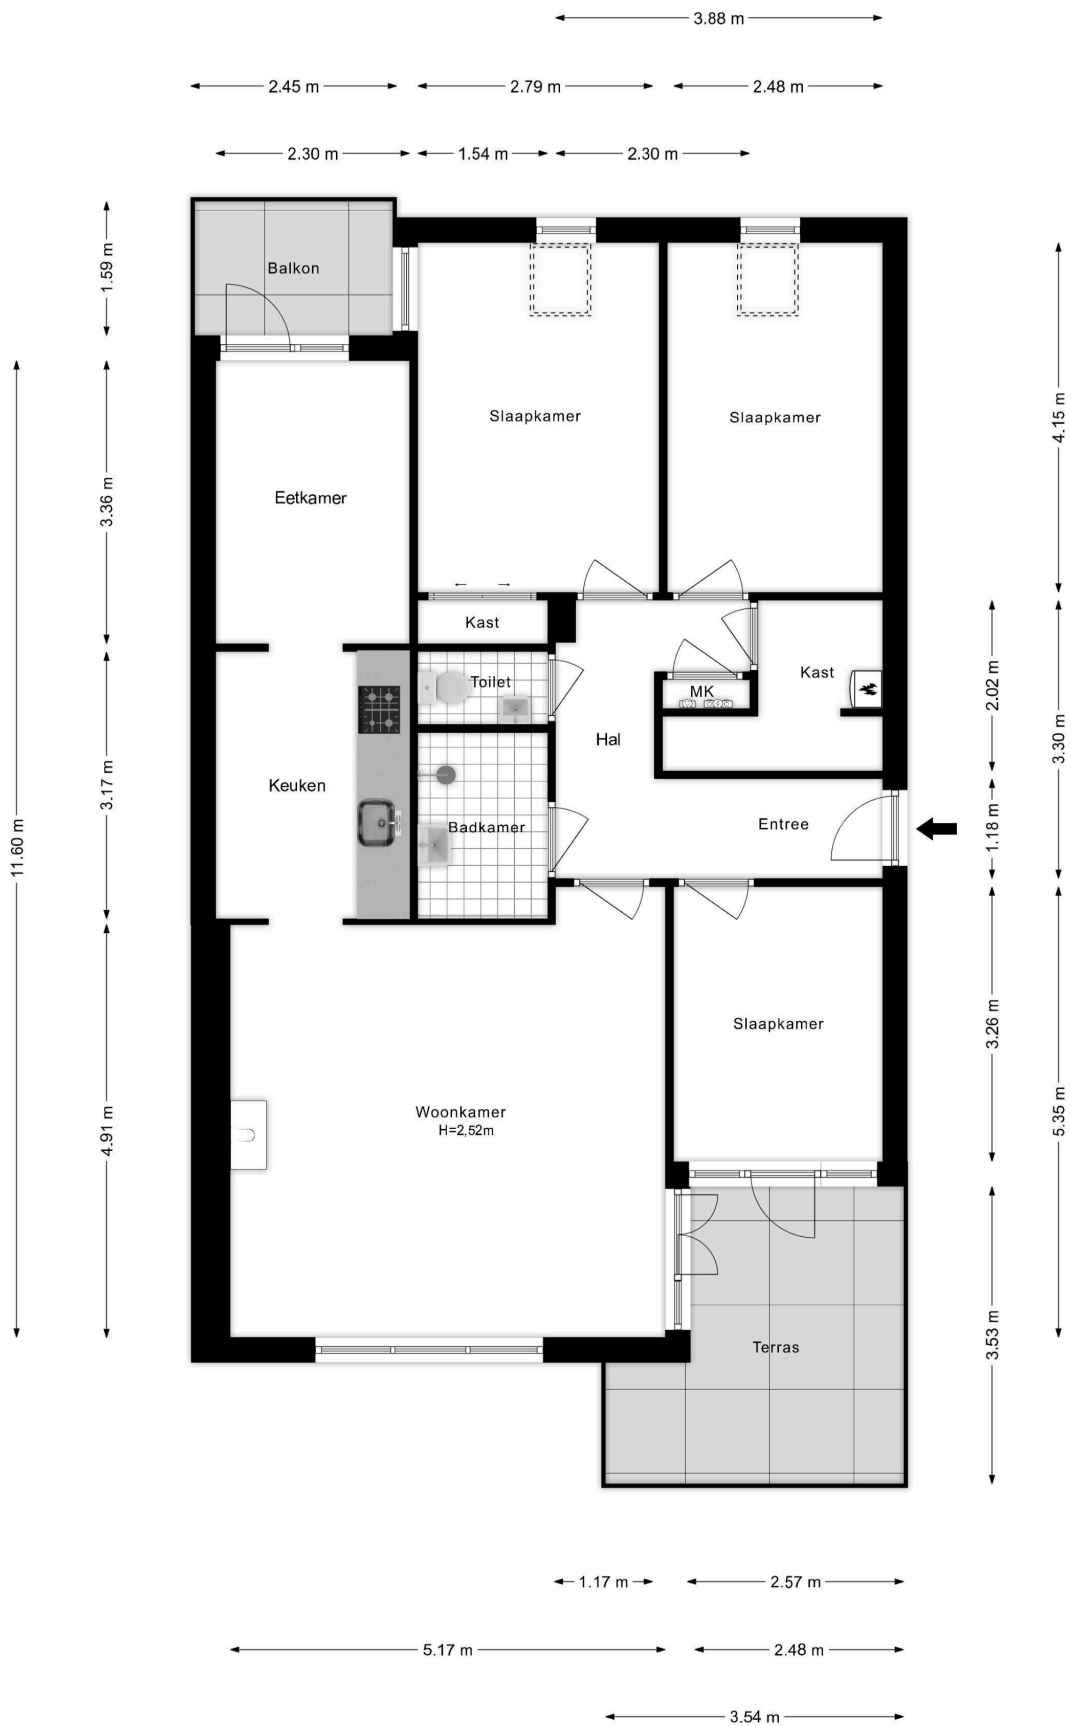 3.88 m
2.45 m
2.79 m
2.48 m
2.30 m
1.54 m
2.30 m
1.59 m
Balkon
11.60 m
3.36 m
Eetkamer
Slaapkamer
Slaapkamer
4.15 m
Kast
Toilet
MK
Kast
2.02 m
3.30 m
3.17 m
Keuken
Hal
Badkamer
Entree
1.18 m
Slaapkamer
3.26 m
4.91 m
Woonkamer
H=2,52m
5.35 m
Terras
3.53 m
1.17 m
2.57 m
5.17 m
2.48 m
3.54 m